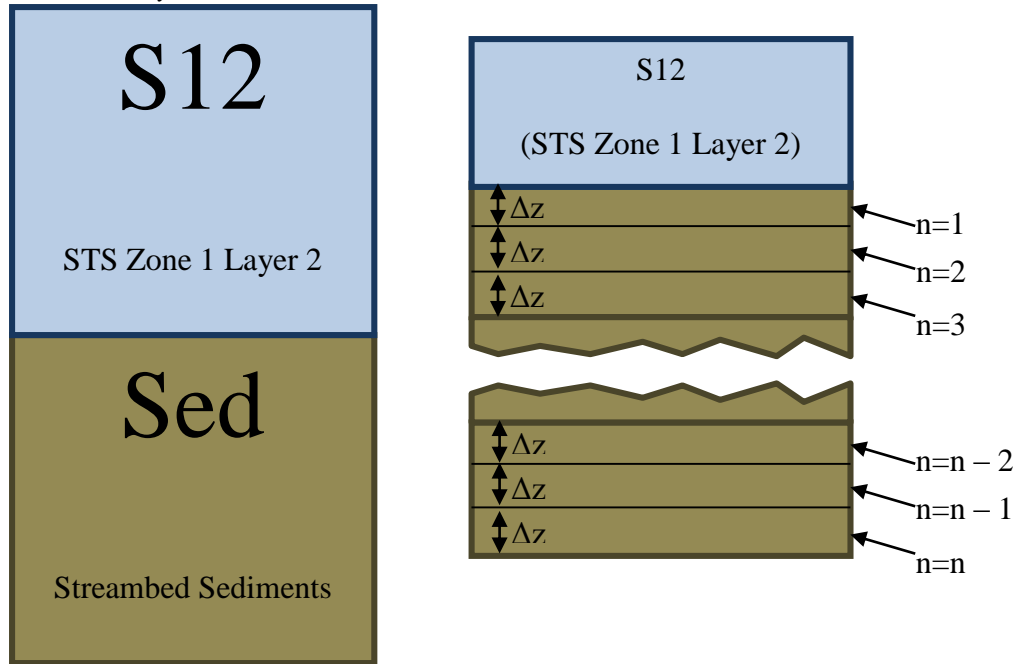 S12
STS Zone 1 Layer 2
Sed
Streambed Sediments
S12
(STS Zone 1 Layer 2)
Δz
n=1
Δz
n=2
Δz
n=3
Δz
n=n – 2
Δz
n=n – 1
Δz
n=n